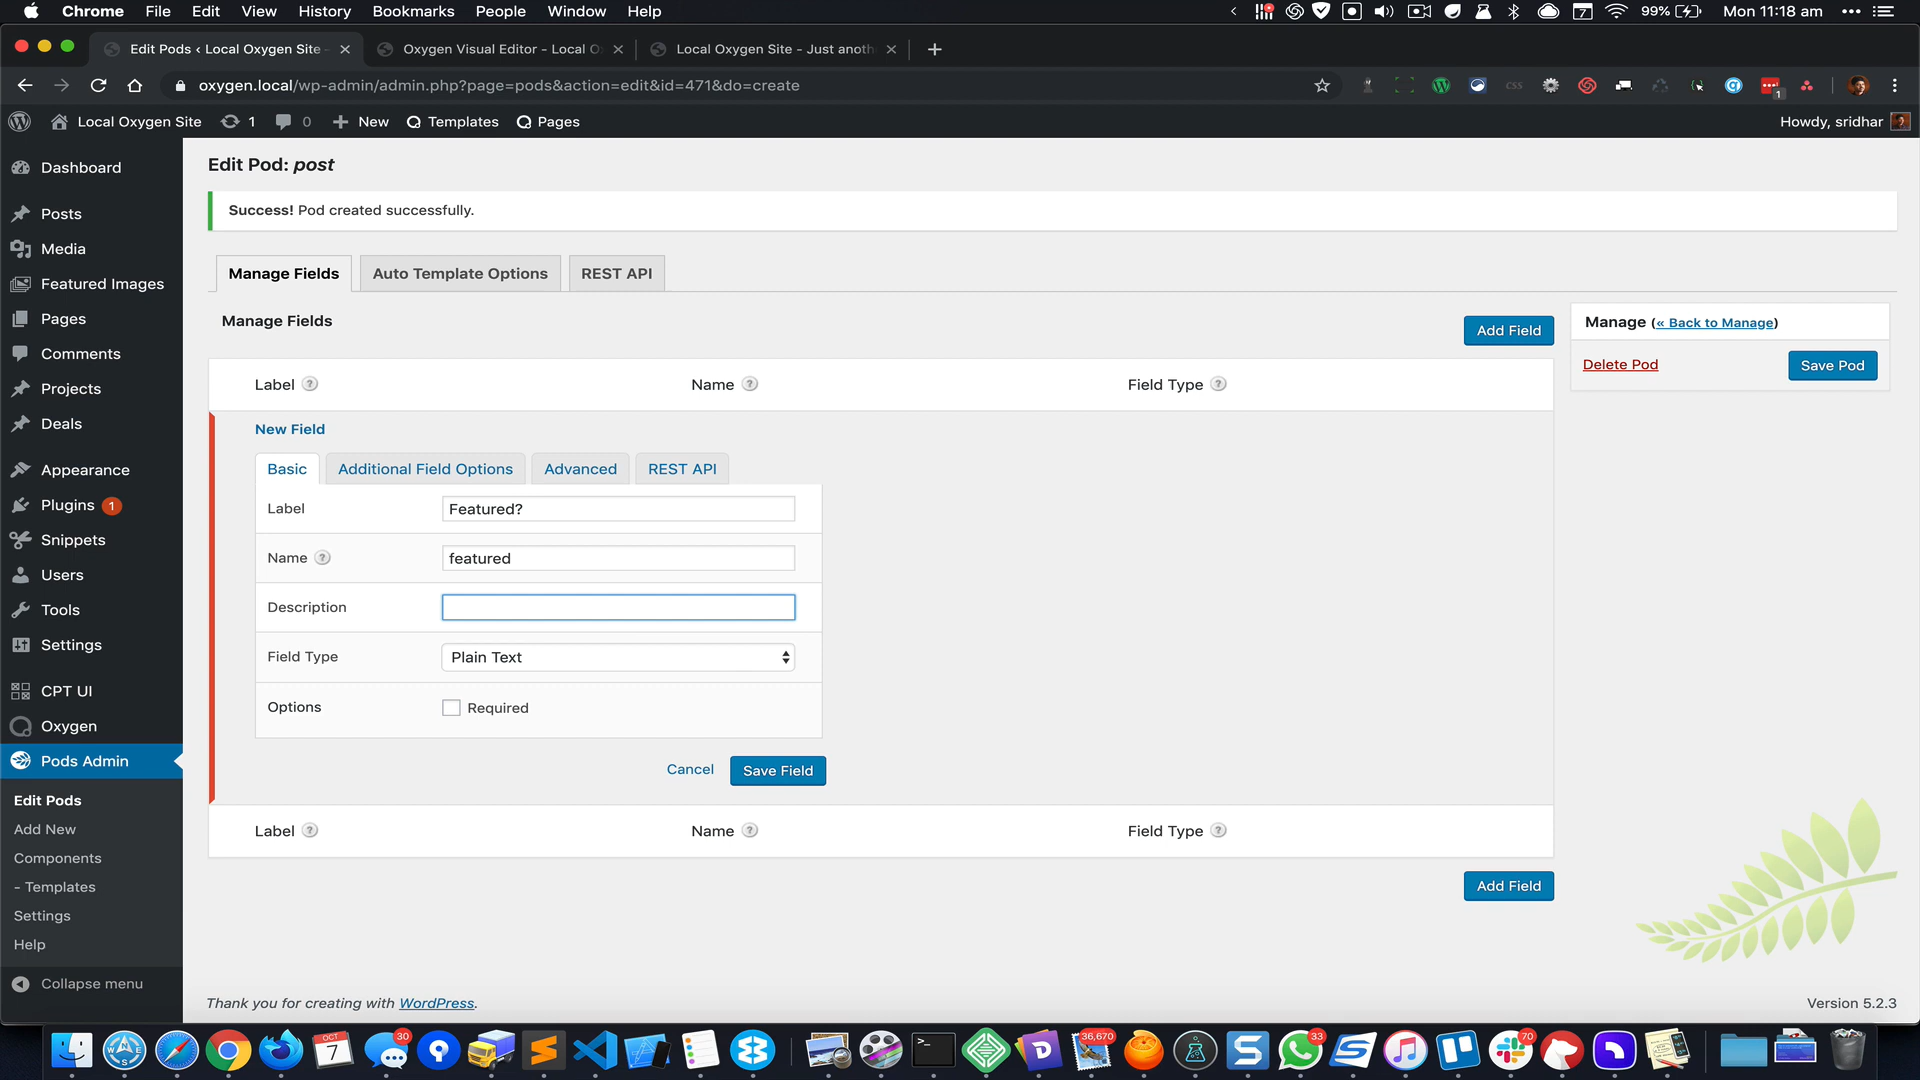 Chrome File Edit View History Bookmarks People Window Help 99% Mon 11:18 am
Edit Pods ‹ Local Oxygen Site - Oxygen Visual Editor - Local O Local Oxygen Site - Just anoth
oxygen.local/wp-admin/admin.php?page=pods&action=edit&id=471&do=create
Local Oxygen Site 1 0 New Templates Pages Howdy, sridhar
Dashboard
Posts
Media
Featured Images
Pages
Comments
Projects
Deals
Appearance
Plugins 1
Snippets
Users
Tools
Settings
CPT UI
Oxygen
Pods Admin
Edit Pods
Add New
Components
- Templates
Settings
Help
Collapse menu
Edit Pod: post
Success! Pod created successfully.
Manage Fields Auto Template Options REST API
Manage Fields
Add Field
Manage (« Back to Manage)
Delete Pod Save Pod
Label ? Name ? Field Type ?
New Field
Basic Additional Field Options Advanced REST API
Label Featured?
Name ? featured
Description
Field Type Plain Text
Options Required
Cancel Save Field
Label ? Name ? Field Type ?
Add Field
Thank you for creating with WordPress. Version 5.2.3
OCT 7 30 36,670 33 70